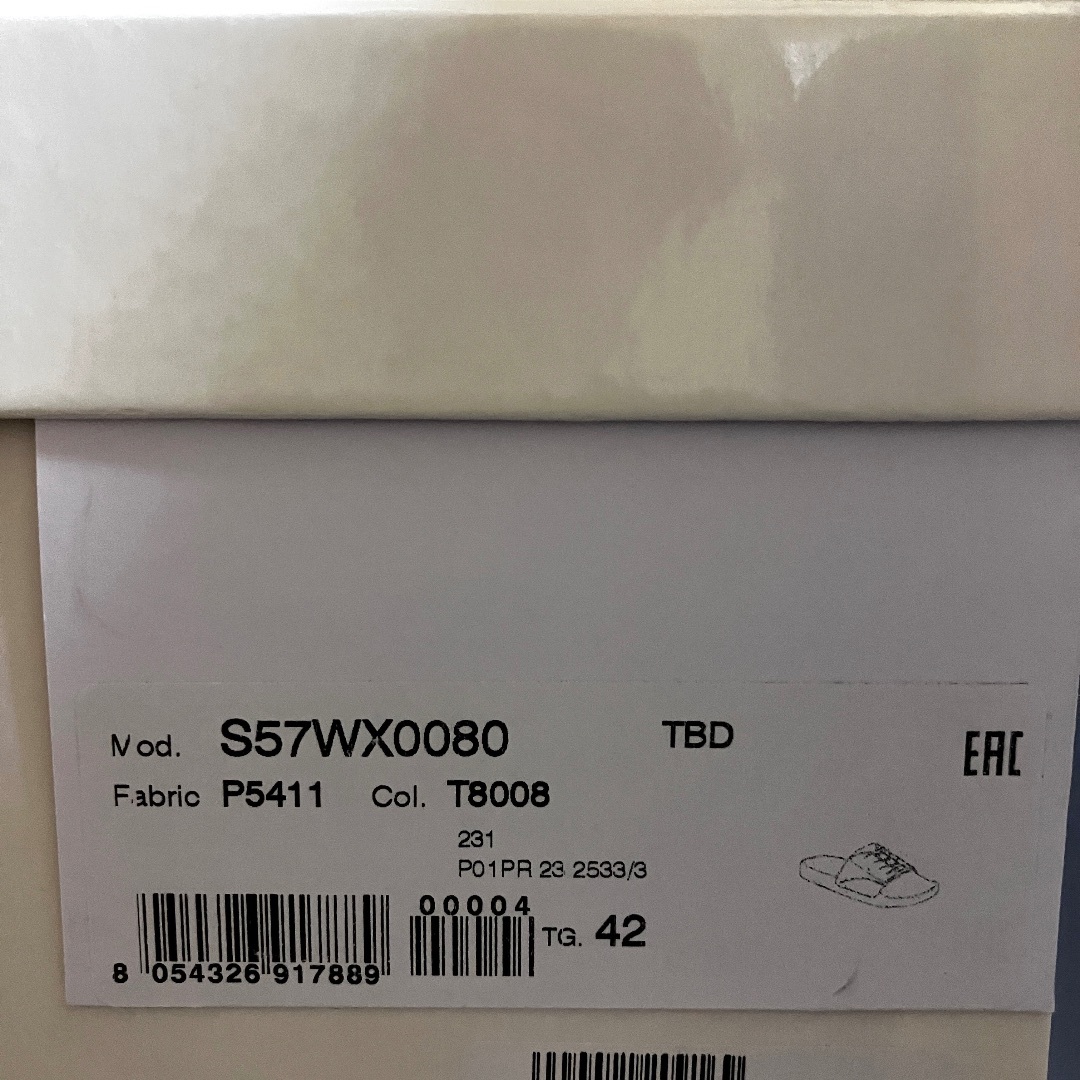 Mod. S57WX0080 TBD
EAC
Fabric P5411 Col. T8008
231
P01PR 23 2533/3
00004
TG. 42
8 054326 917889